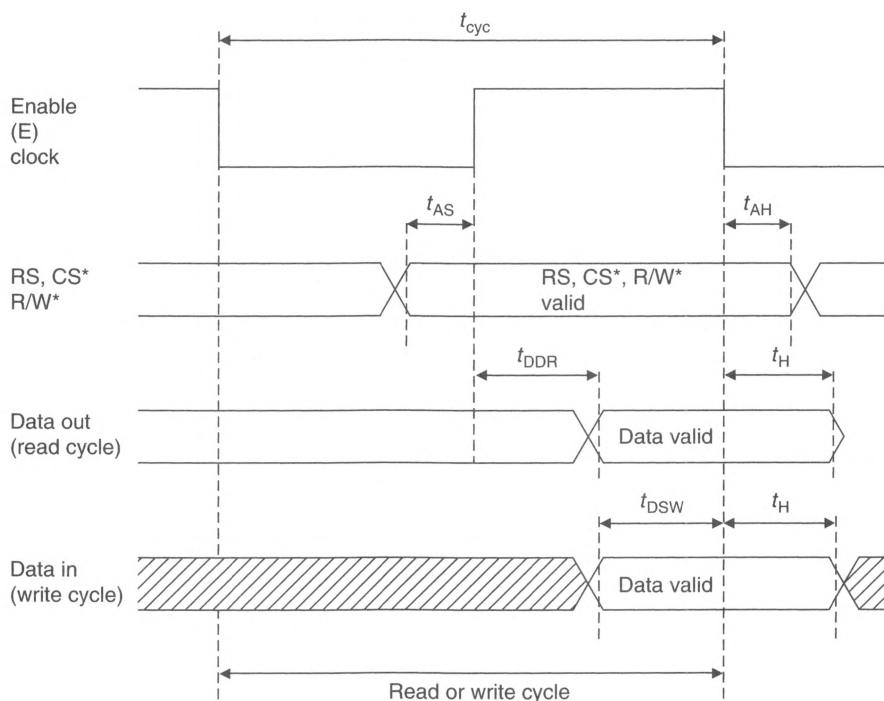 tcyc
Enable
(E)
clock
tAS
tAH
RS, CS*
R/W*
RS, CS*, R/W*
valid
tDDR
tH
Data out
(read cycle)
Data valid
tDSW
tH
Data in
(write cycle)
Data valid
Read or write cycle